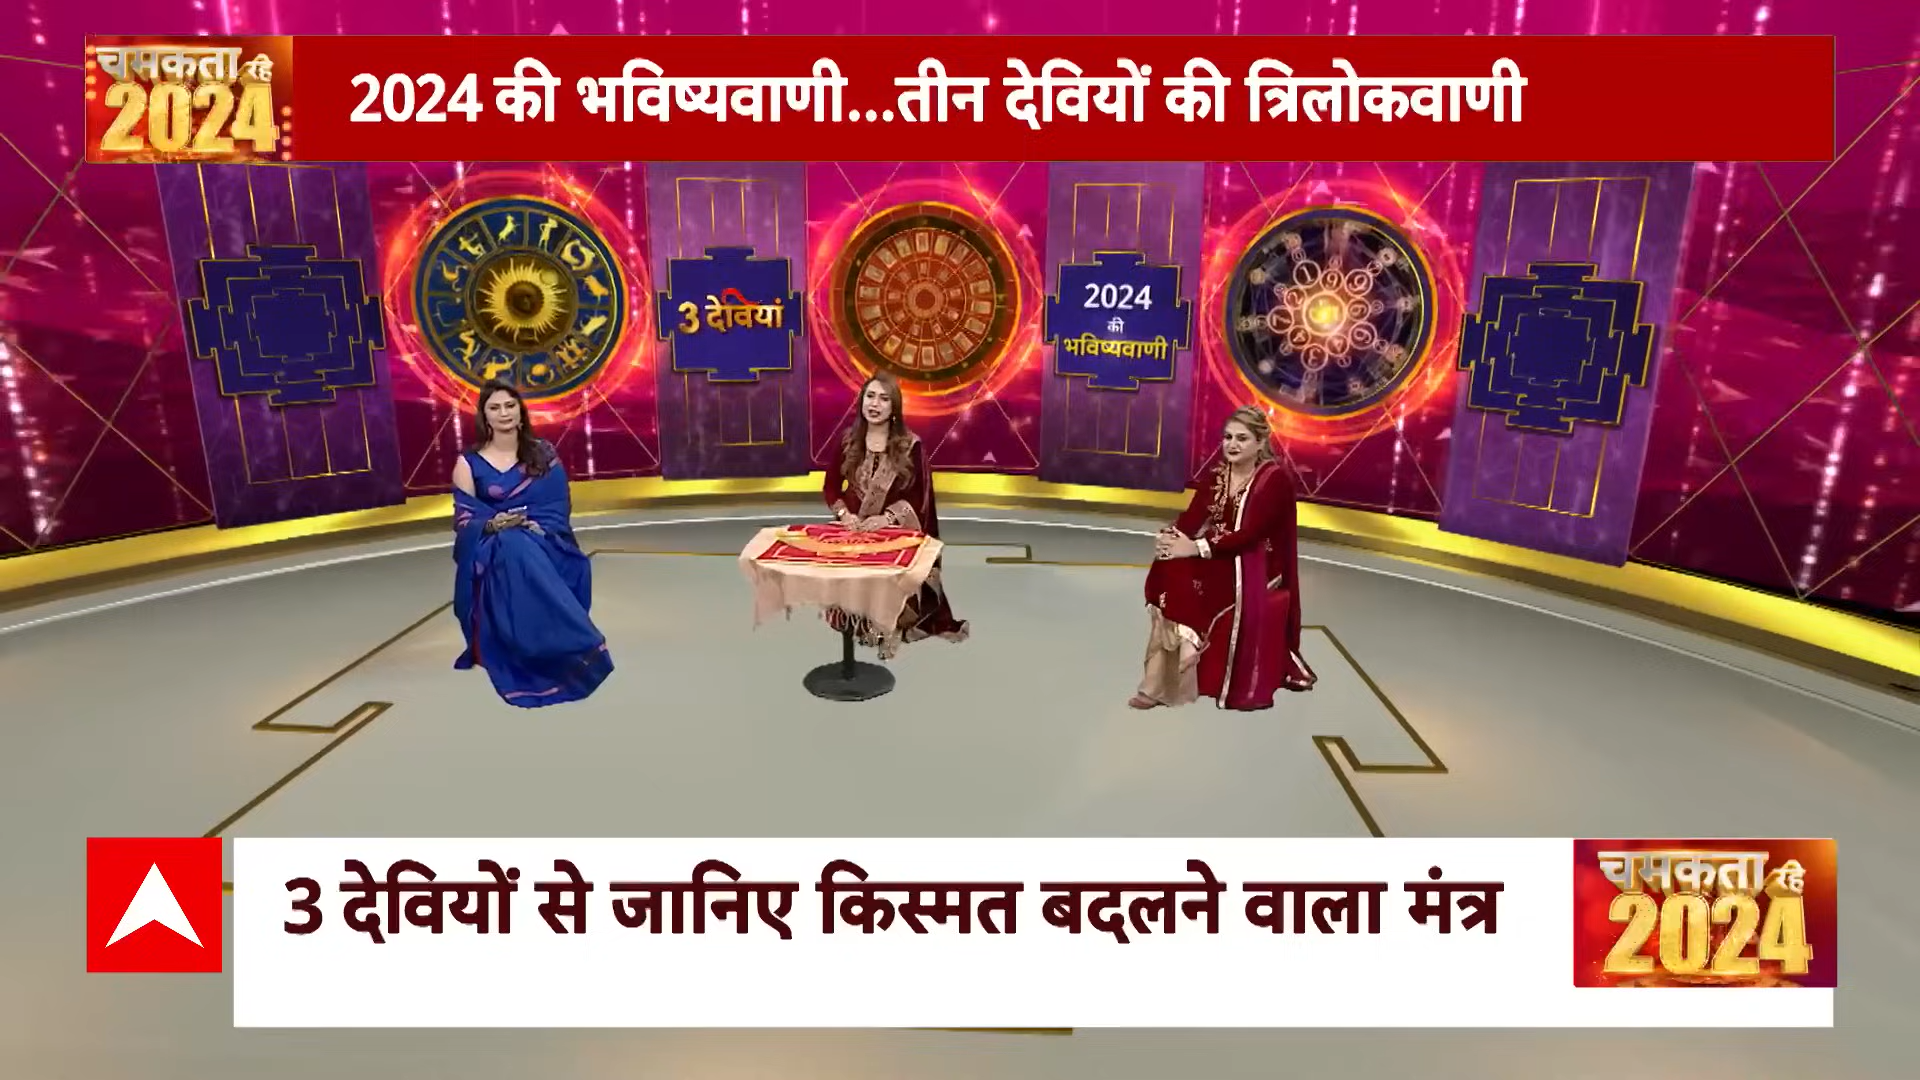 चमकता रहे
2024
2024 की भविष्यवाणी...तीन देवियों की त्रिलोकवाणी
3 देवियां
2024
की
भविष्यवाणी
3 देवियों से जानिए किस्मत बदलने वाला मंत्र
चमकता रहे
2024